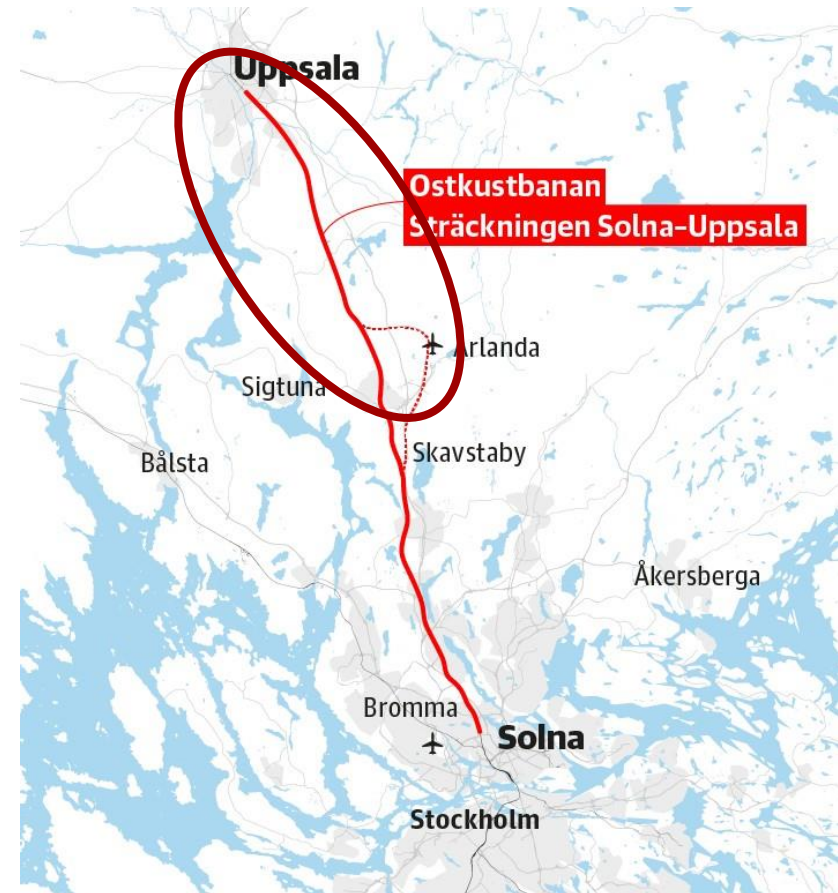 Uppsala
Ostkustbanan
Sträckningen Solna–Uppsala
Arlanda
Sigtuna
Skavstaby
Bålsta
Åkersberga
Bromma
Solna
Stockholm